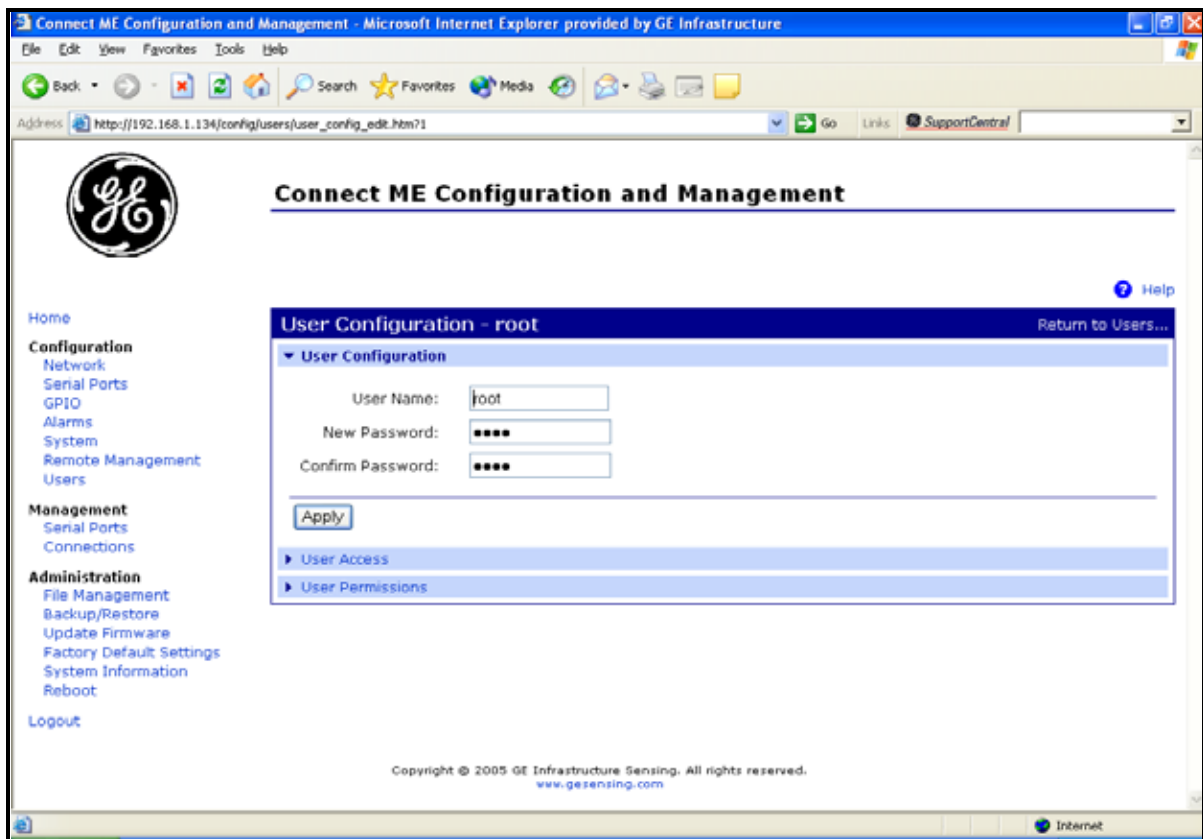 Connect ME Configuration and Management - Microsoft Internet Explorer provided by GE Infrastructure
File Edit View Favorites Tools Help
Back Search Favorites Media
Address http://192.168.1.134/config/users/user_config_edit.htm?1 Go Links SupportCentral
GE
Connect ME Configuration and Management
? Help
Home
Configuration
Network
Serial Ports
GPIO
Alarms
System
Remote Management
Users
Management
Serial Ports
Connections
Administration
File Management
Backup/Restore
Update Firmware
Factory Default Settings
System Information
Reboot
Logout
User Configuration - root Return to Users...
User Configuration
User Name: root
New Password: ••••
Confirm Password: ••••
Apply
User Access
User Permissions
Copyright © 2005 GE Infrastructure Sensing. All rights reserved.
www.gesensing.com
Internet